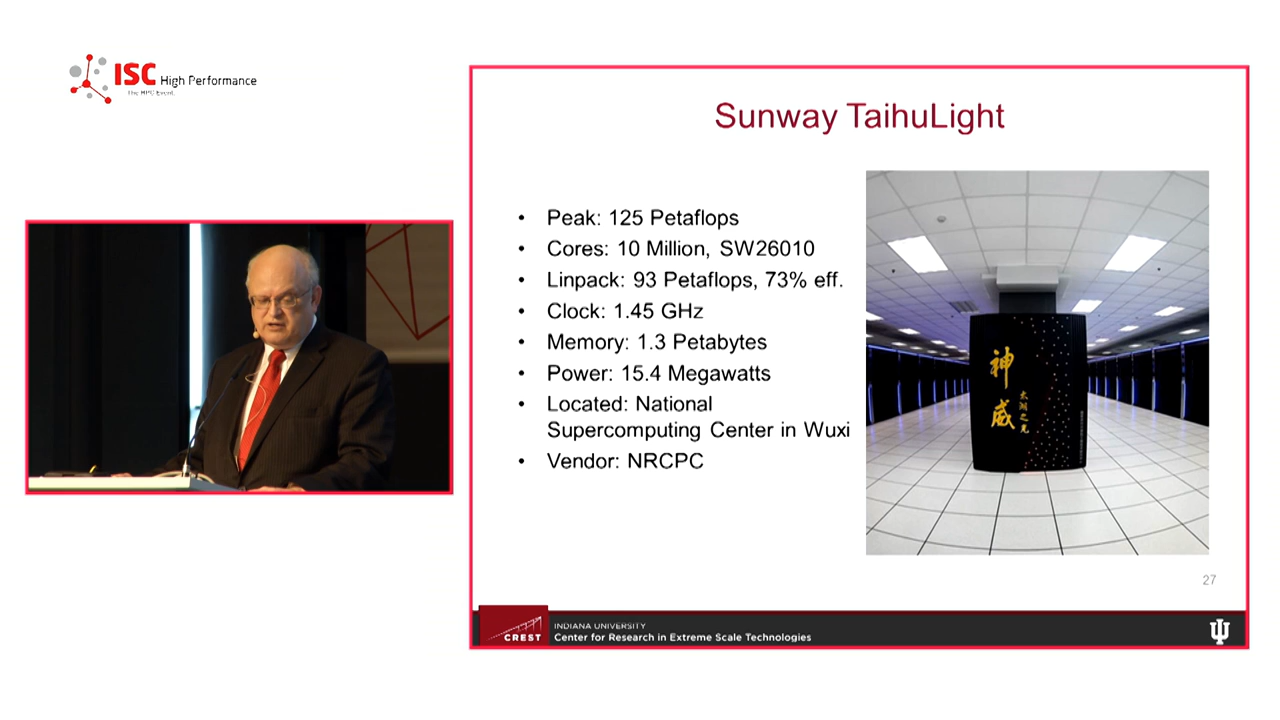 ISC High Performance
The HPC Event.
Sunway TaihuLight
• Peak: 125 Petaflops
• Cores: 10 Million, SW26010
• Linpack: 93 Petaflops, 73% eff.
• Clock: 1.45 GHz
• Memory: 1.3 Petabytes
• Power: 15.4 Megawatts
• Located: National
Supercomputing Center in Wuxi
• Vendor: NRCPC
神威
太湖之光
27
CREST
INDIANA UNIVERSITY
Center for Research in Extreme Scale Technologies